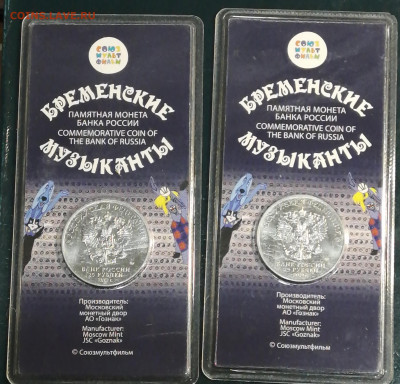 COINS.LAVE.RU
СОЮЗ
МУЛЬТ
ФИЛЬМ
БРЕМЕНСКИЕ
ПАМЯТНАЯ МОНЕТА
БАНКА РОССИИ
COMMEMORATIVE COIN OF
THE BANK OF RUSSIA
МУЗЫКАНТЫ
БАНК РОССИИ
25 РУБЛЕЙ
Производитель:
Московский
монетный двор
АО «Гознак»
Manufacturer:
Moscow Mint
JSC «Goznak»
© Союзмультфильм
СОЮЗ
МУЛЬТ
ФИЛЬМ
БРЕМЕНСКИЕ
ПАМЯТНАЯ МОНЕТА
БАНКА РОССИИ
COMMEMORATIVE COIN OF
THE BANK OF RUSSIA
МУЗЫКАНТЫ
БАНК РОССИИ
25 РУБЛЕЙ
Производитель:
Московский
монетный двор
АО «Гознак»
Manufacturer:
Moscow Mint
JSC «Goznak»
© Союзмультфильм